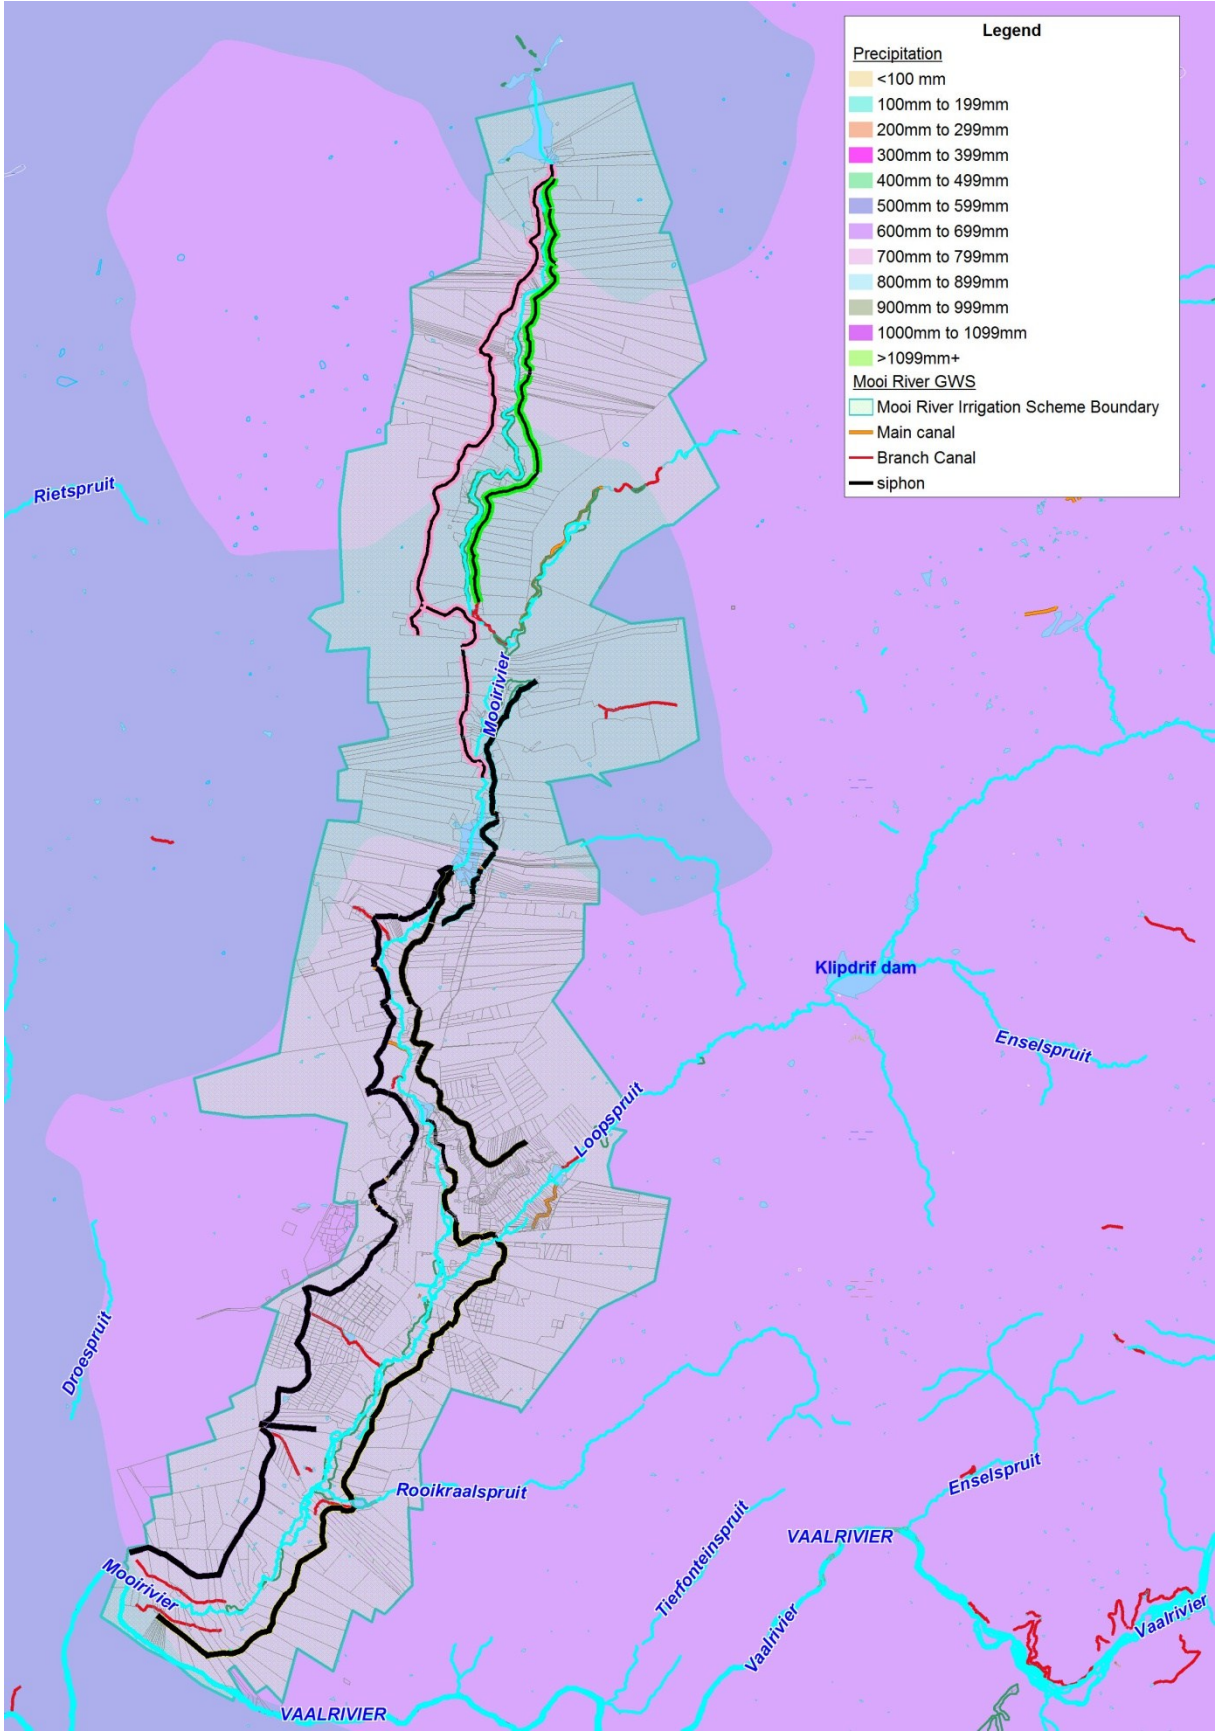 Legend
Precipitation
<100 mm
100mm to 199mm
200mm to 299mm
300mm to 399mm
400mm to 499mm
500mm to 599mm
600mm to 699mm
700mm to 799mm
800mm to 899mm
900mm to 999mm
1000mm to 1099mm
>1099mm+
Mooi River GWS
Mooi River Irrigation Scheme Boundary
Main canal
Branch Canal
siphon
Rietspruit
Mooirivier
Klipdrif dam
Enselspruit
Loopspruit
Droespruit
Rooikraalspruit
Enselspruit
Tierfonteinspruit
VAALRIVIER
Mooirivier
Vaalrivier
Vaalrivier
VAALRIVIER